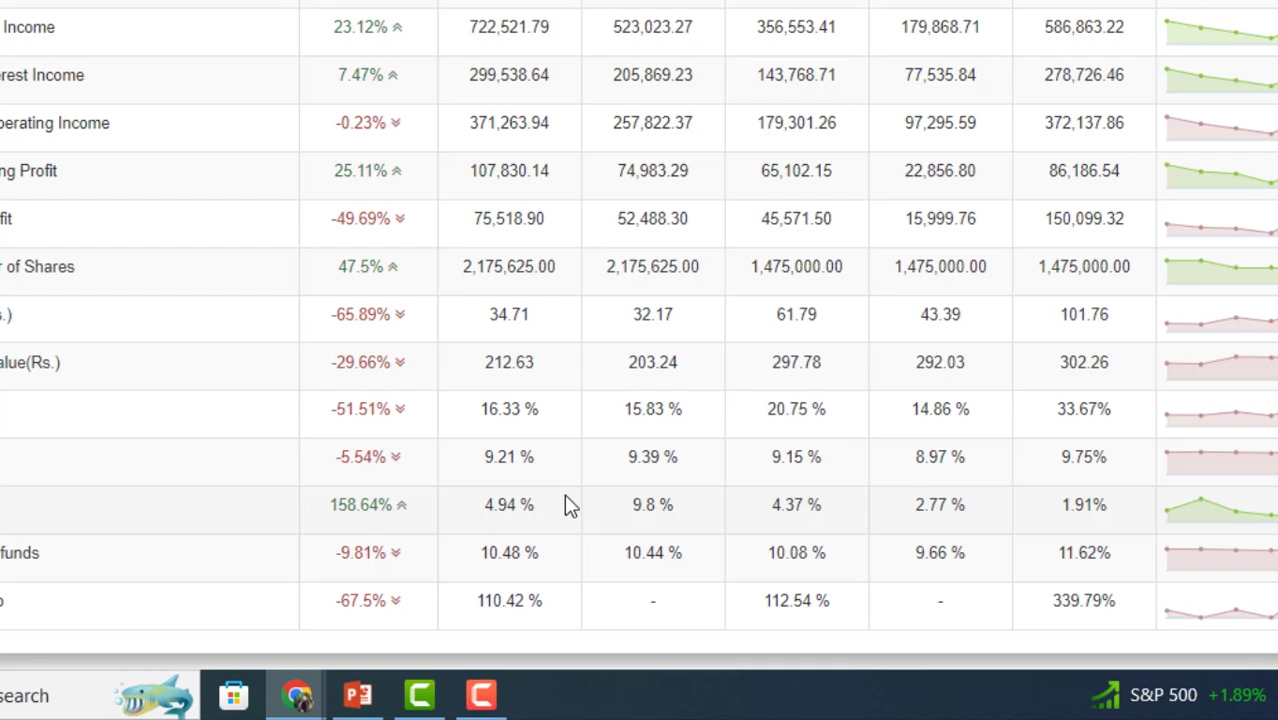 Income 23.12% 722,521.79 523,023.27 356,553.41 179,868.71 586,863.22
erest Income 7.47% 299,538.64 205,869.23 143,768.71 77,535.84 278,726.46
perating Income -0.23% 371,263.94 257,822.37 179,301.26 97,295.59 372,137.86
ng Profit 25.11% 107,830.14 74,983.29 65,102.15 22,856.80 86,186.54
fit -49.69% 75,518.90 52,488.30 45,571.50 15,999.76 150,099.32
r of Shares 47.5% 2,175,625.00 2,175,625.00 1,475,000.00 1,475,000.00 1,475,000.00
s.) -65.89% 34.71 32.17 61.79 43.39 101.76
alue(Rs.) -29.66% 212.63 203.24 297.78 292.03 302.26
-51.51% 16.33 % 15.83 % 20.75 % 14.86 % 33.67%
-5.54% 9.21 % 9.39 % 9.15 % 8.97 % 9.75%
158.64% 4.94 % 9.8 % 4.37 % 2.77 % 1.91%
funds -9.81% 10.48 % 10.44 % 10.08 % 9.66 % 11.62%
o -67.5% 110.42 % - 112.54 % - 339.79%
search S&P 500 +1.89%